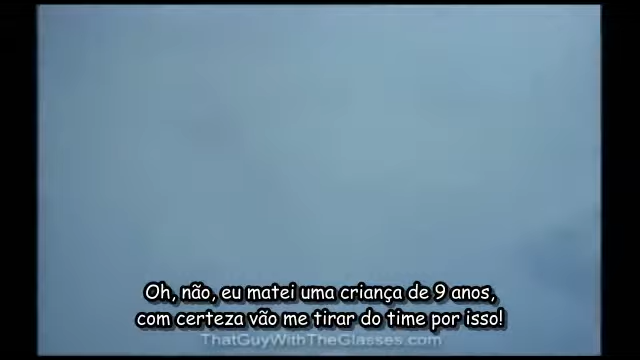 Oh, não, eu matei uma criança de 9 anos,
com certeza vão me tirar do time por isso!
ThatGuyWithTheGlasses.com